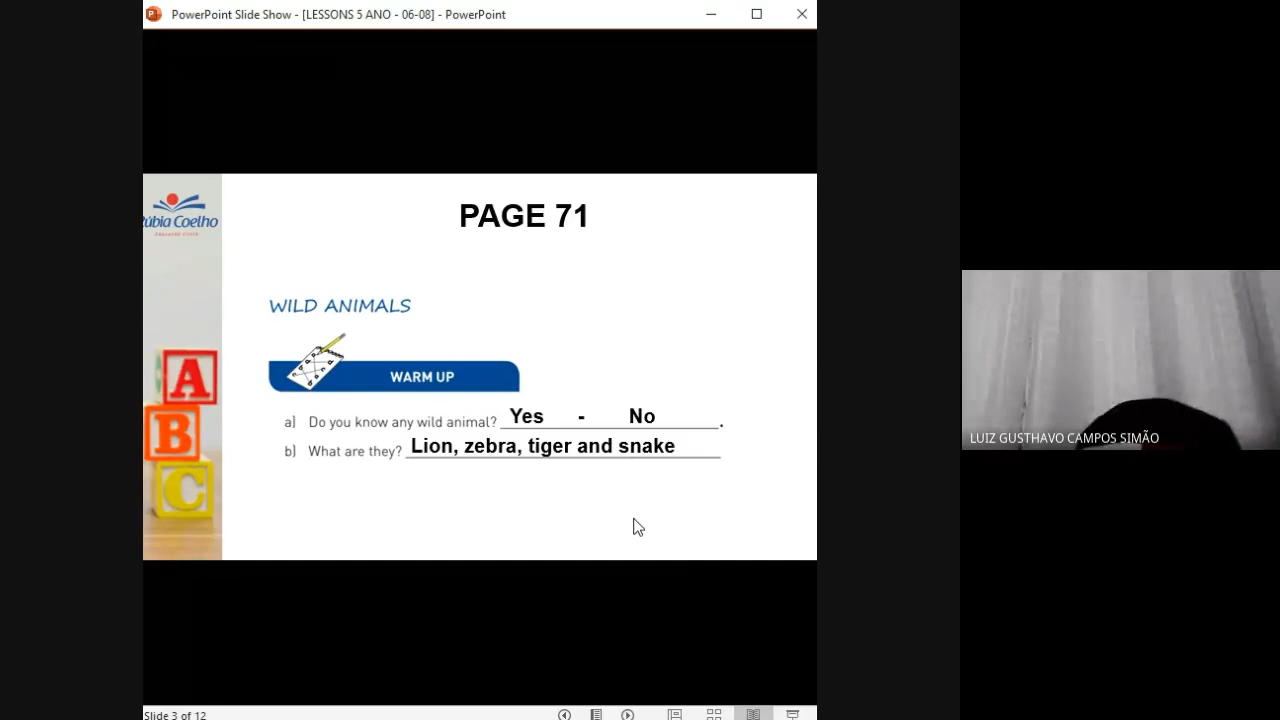 PowerPoint Slide Show - [LESSONS 5 ANO - 06-08] - PowerPoint
Rúbia Coelho
PAGE 71
WILD ANIMALS
WARM UP
a) Do you know any wild animal? Yes - No.
b) What are they? Lion, zebra, tiger and snake
A
B
C
LUIZ GUSTHAVO CAMPOS SIMÃO
Slide 3 of 12